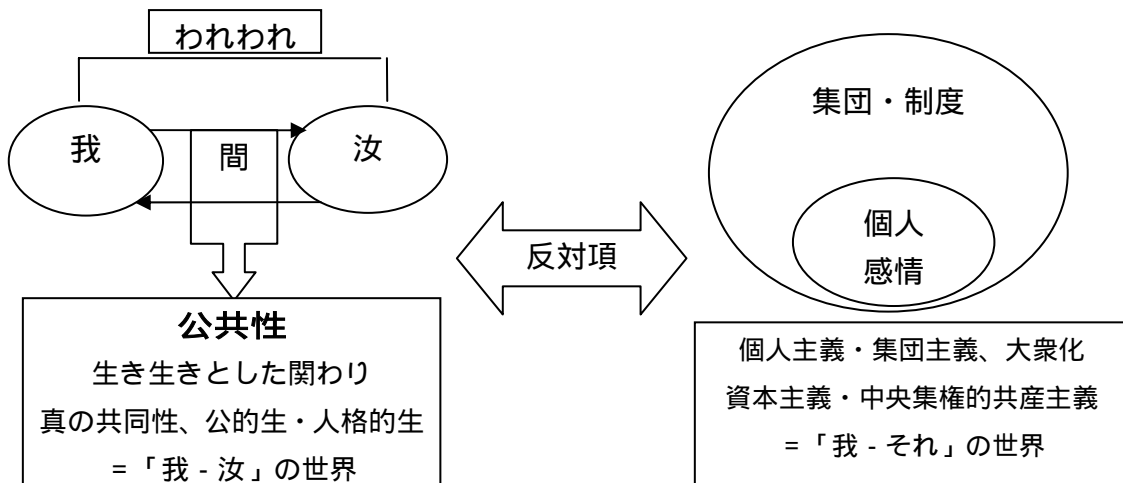 われわれ
我
間
汝
公共性
生き生きとした関わり
真の共同性、公的生・人格的生
=「我 - 汝」の世界
反対項
集団・制度
個人
感情
個人主義・集団主義、大衆化
資本主義・中央集権的共産主義
=「我 - それ」の世界